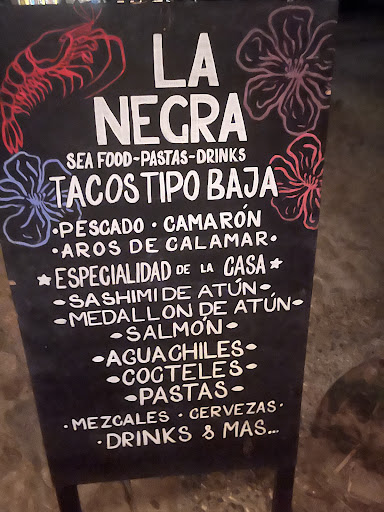 LA
NEGRA
SEA FOOD-PASTAS-DRINKS
TACOS TIPO BAJA
•PESCADO • CAMARÓN
•AROS DE CALAMAR•
★ESPECIALIDAD DE LA CASA★
-SASHIMI DE ATÚN-
-MEDALLON DE ATÚN-
-SALMÓN-
-AGUACHILES-
-COCTELES-
-PASTAS-
•MEZCALES • CERVEZAS•
•DRINKS & MAS...